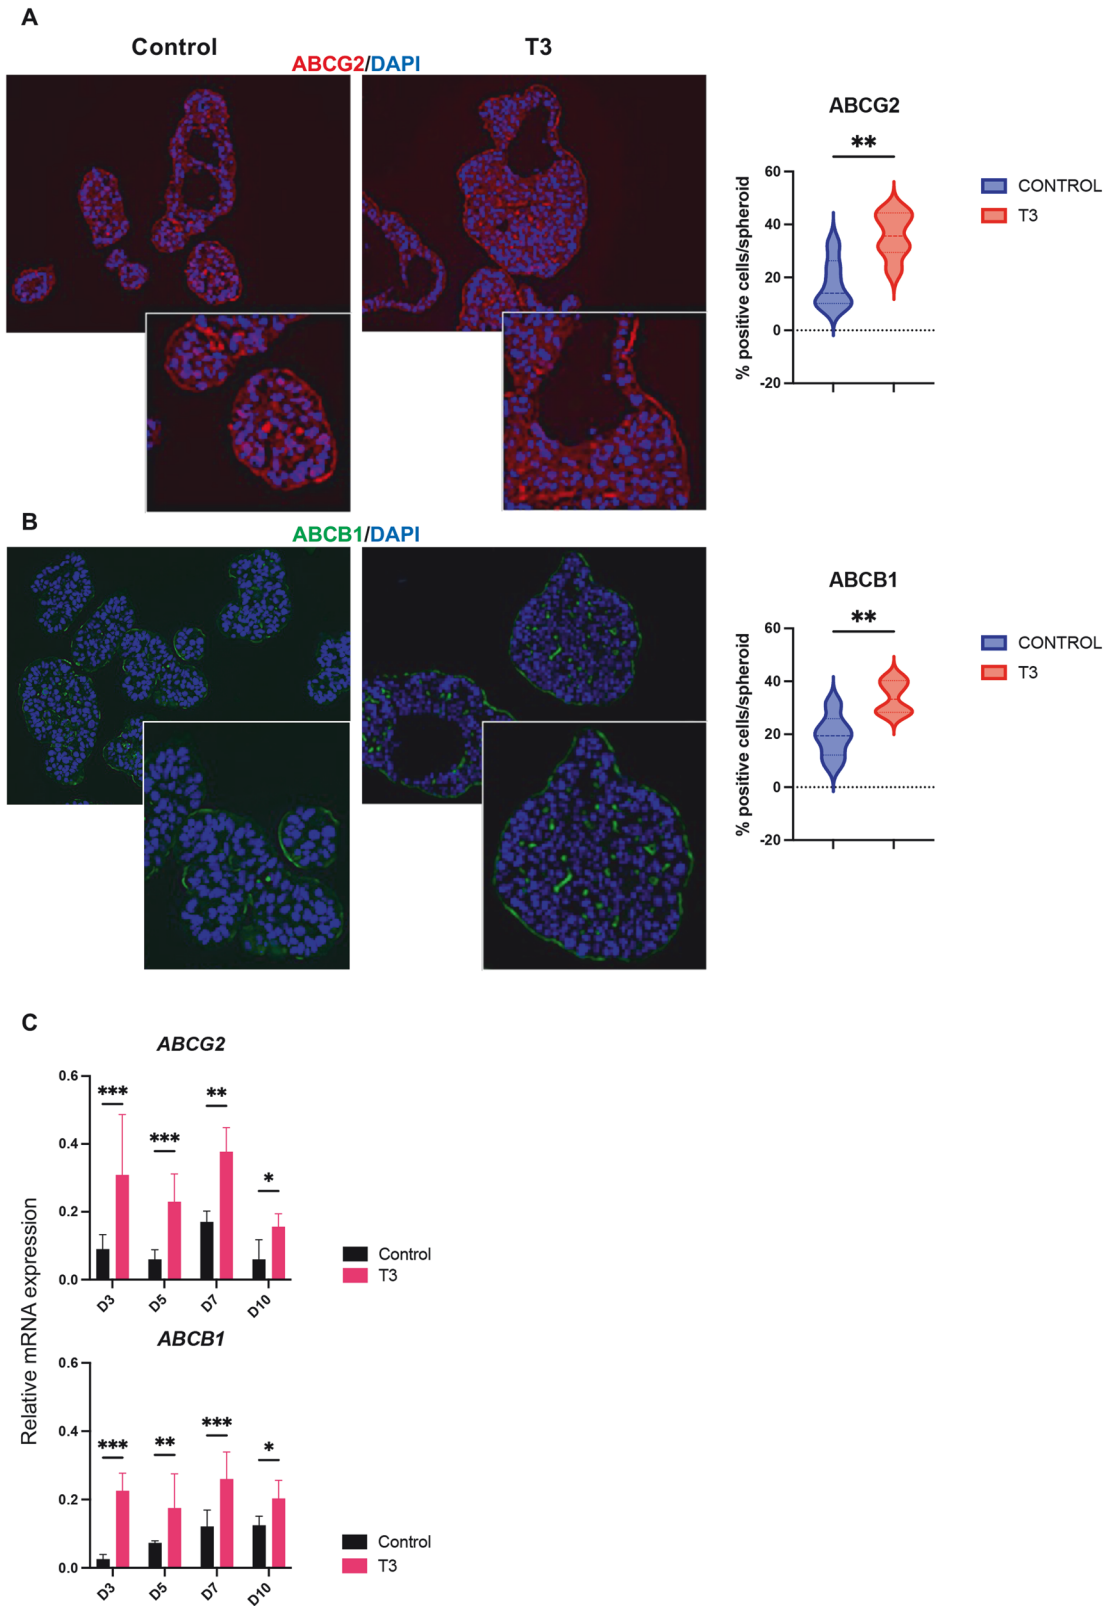 A
Control T3
ABCG2/DAPI
ABCG2
**
60
40
20
0
-20
% positive cells/spheroid
CONTROL
T3
B
ABCB1/DAPI
ABCB1
**
60
40
20
0
-20
% positive cells/spheroid
CONTROL
T3
C
Relative mRNA expression
ABCG2
0.6
0.4
0.2
0.0
*** *** ** *
D3 D5 D7 D10
Control
T3
ABCB1
0.6
0.4
0.2
0.0
*** ** *** *
D3 D5 D7 D10
Control
T3